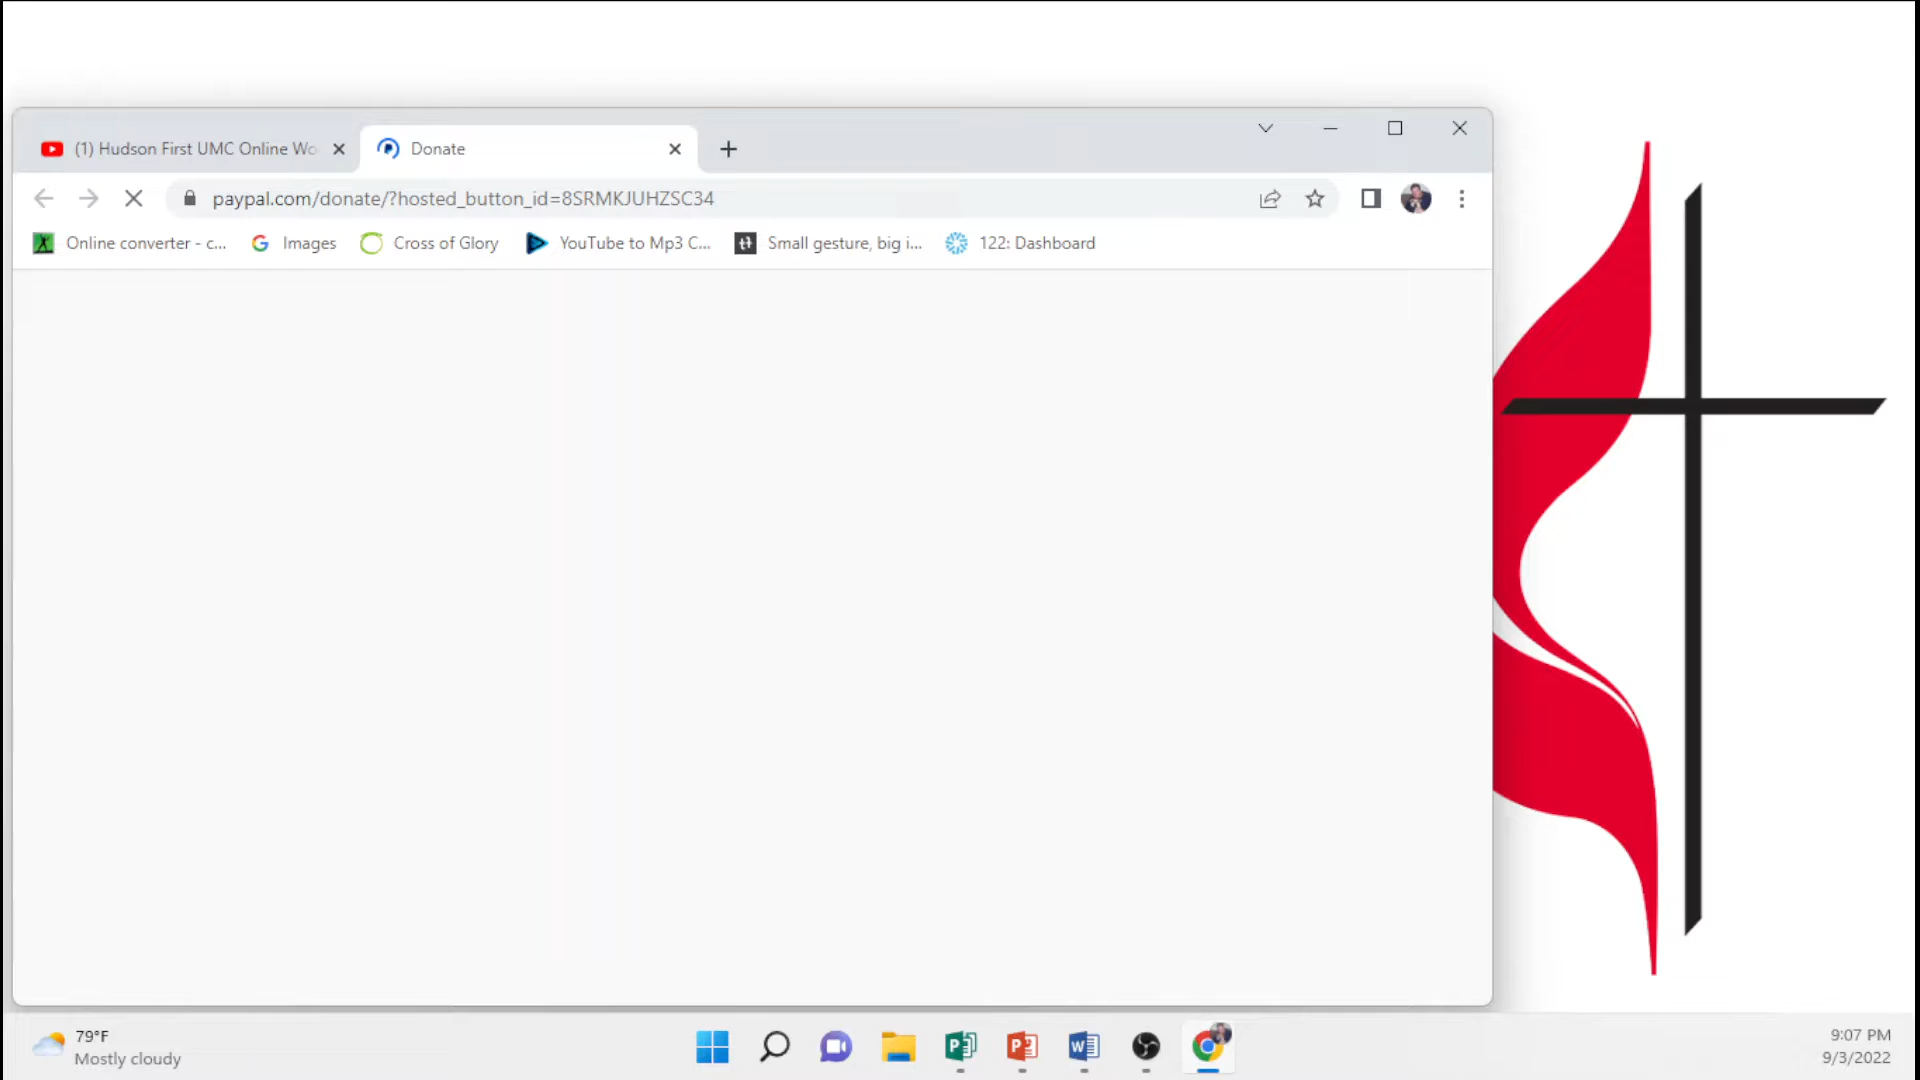 (1) Hudson First UMC Online Wo
Donate
paypal.com/donate/?hosted_button_id=8SRMKJUHZSC34
Online converter - c...
Images
Cross of Glory
YouTube to Mp3 C...
Small gesture, big i...
122: Dashboard
79°F
Mostly cloudy
9:07 PM
9/3/2022